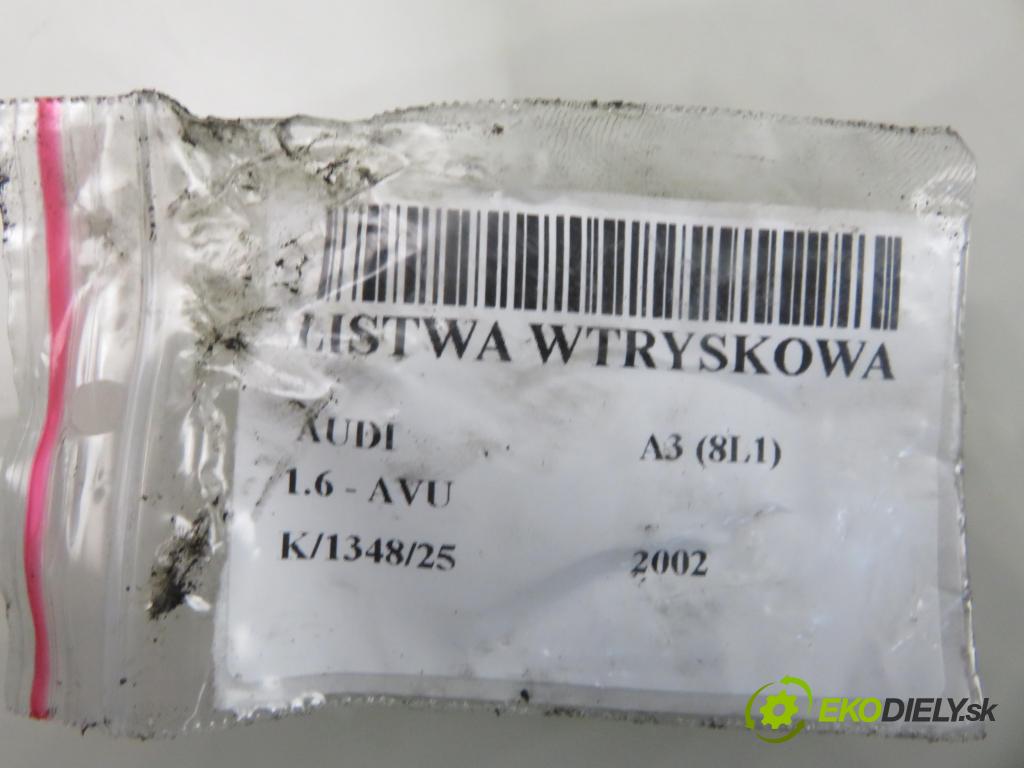 LISTWA WTRYSKOWA
AUDI A3 (8L1)
1.6 - AVU
K/1348/25 2002
EKODIELY.sk